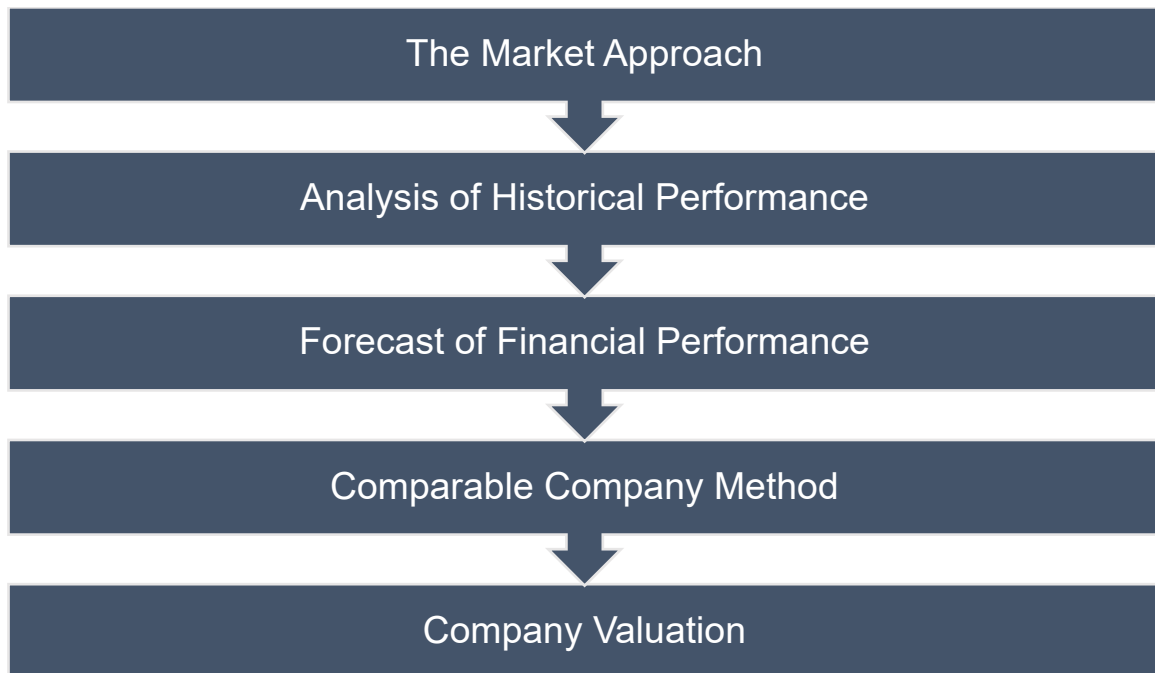 The Market Approach
Analysis of Historical Performance
Forecast of Financial Performance
Comparable Company Method
Company Valuation